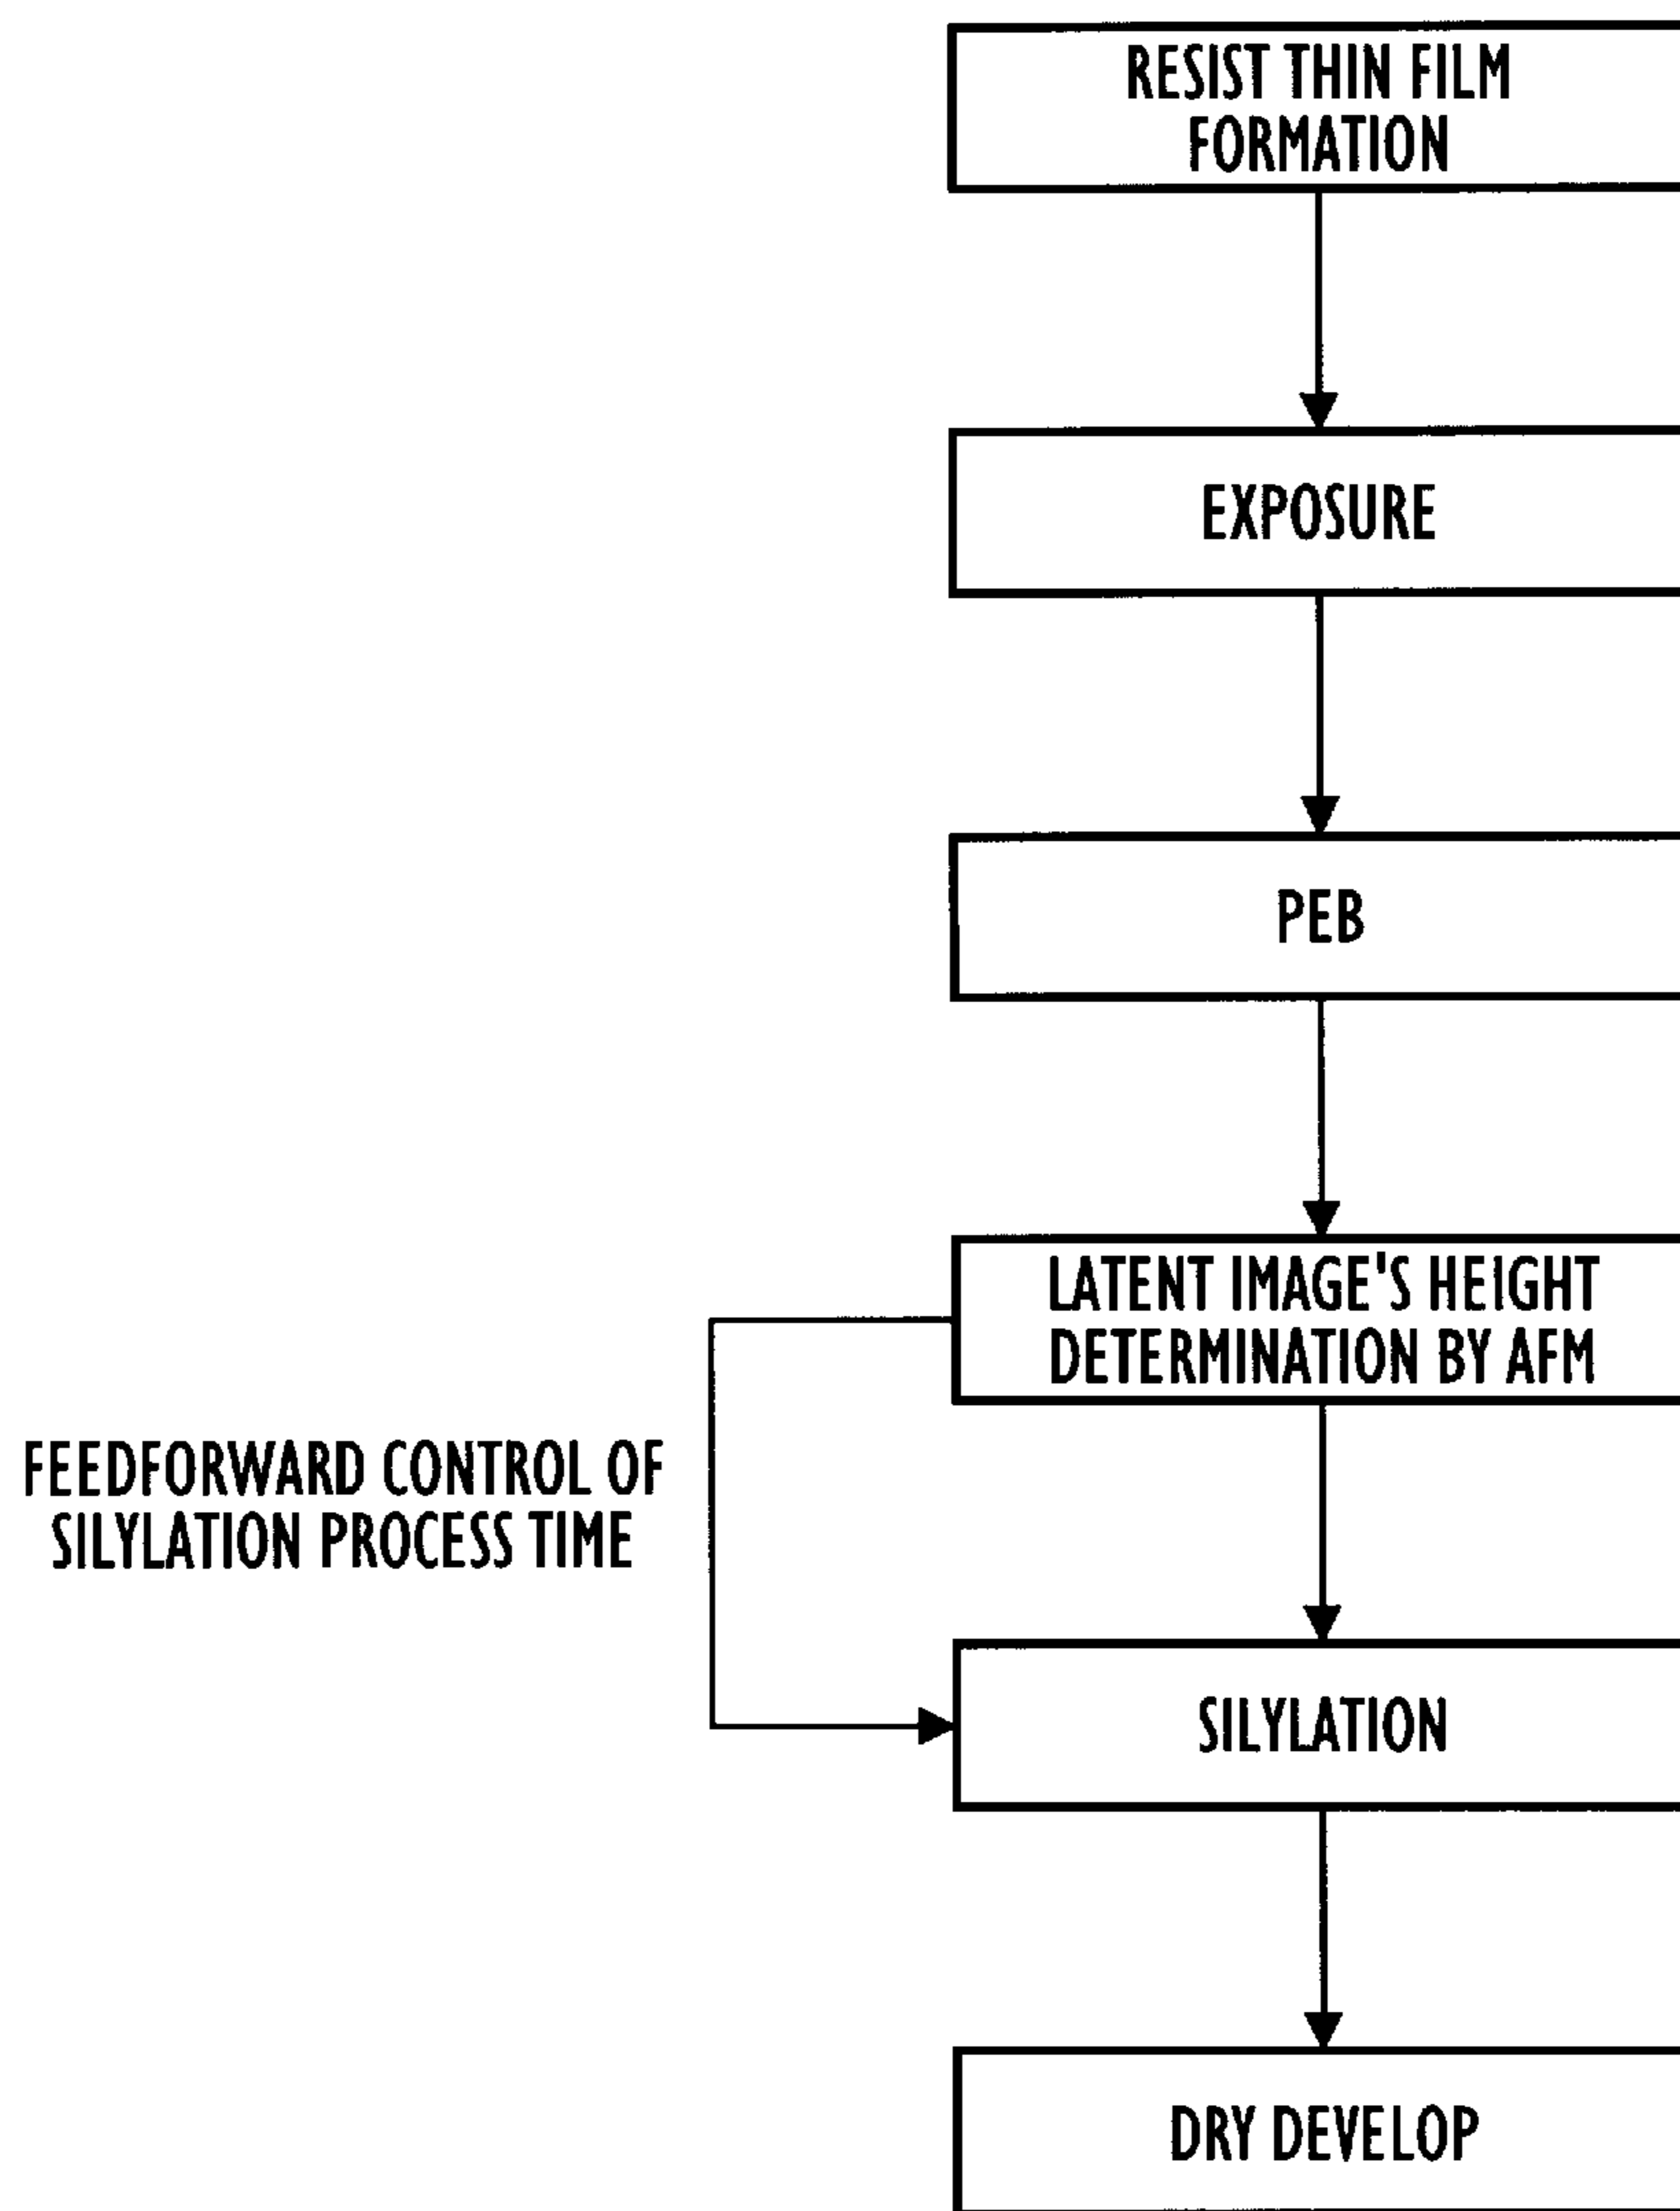 RESIST THIN FILM
FORMATION
EXPOSURE
PEB
LATENT IMAGE'S HEIGHT
DETERMINATION BY AFM
FEEDFORWARD CONTROL OF
SILYLATION PROCESS TIME
SILYLATION
DRY DEVELOP